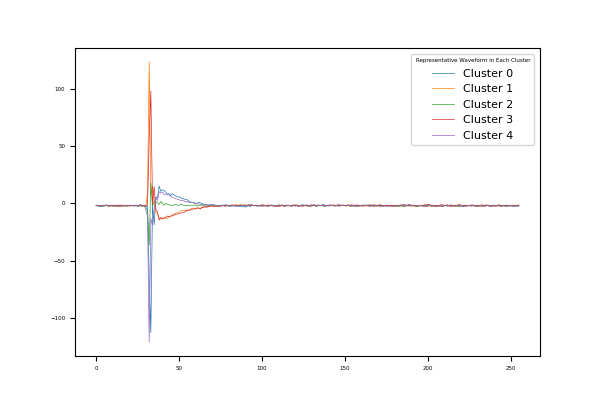 Representative Waveform in Each Cluster
Cluster 0
Cluster 1
Cluster 2
Cluster 3
Cluster 4
100
50
0
−50
−100
0 50 100 150 200 250